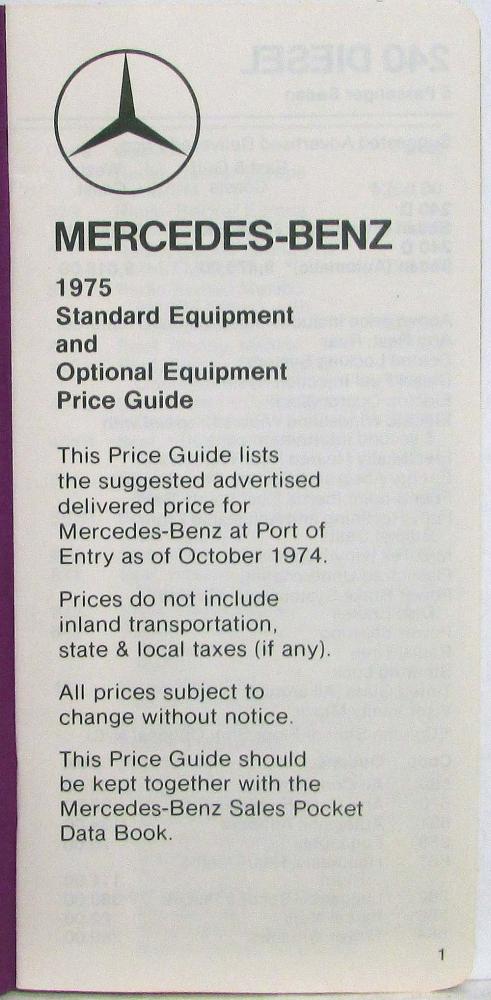 MERCEDES-BENZ
1975
Standard Equipment
and
Optional Equipment
Price Guide
This Price Guide lists
the suggested advertised
delivered price for
Mercedes-Benz at Port of
Entry as of October 1974.
Prices do not include
inland transportation,
state & local taxes (if any).
All prices subject to
change without notice.
This Price Guide should
be kept together with the
Mercedes-Benz Sales Pocket
Data Book.
1